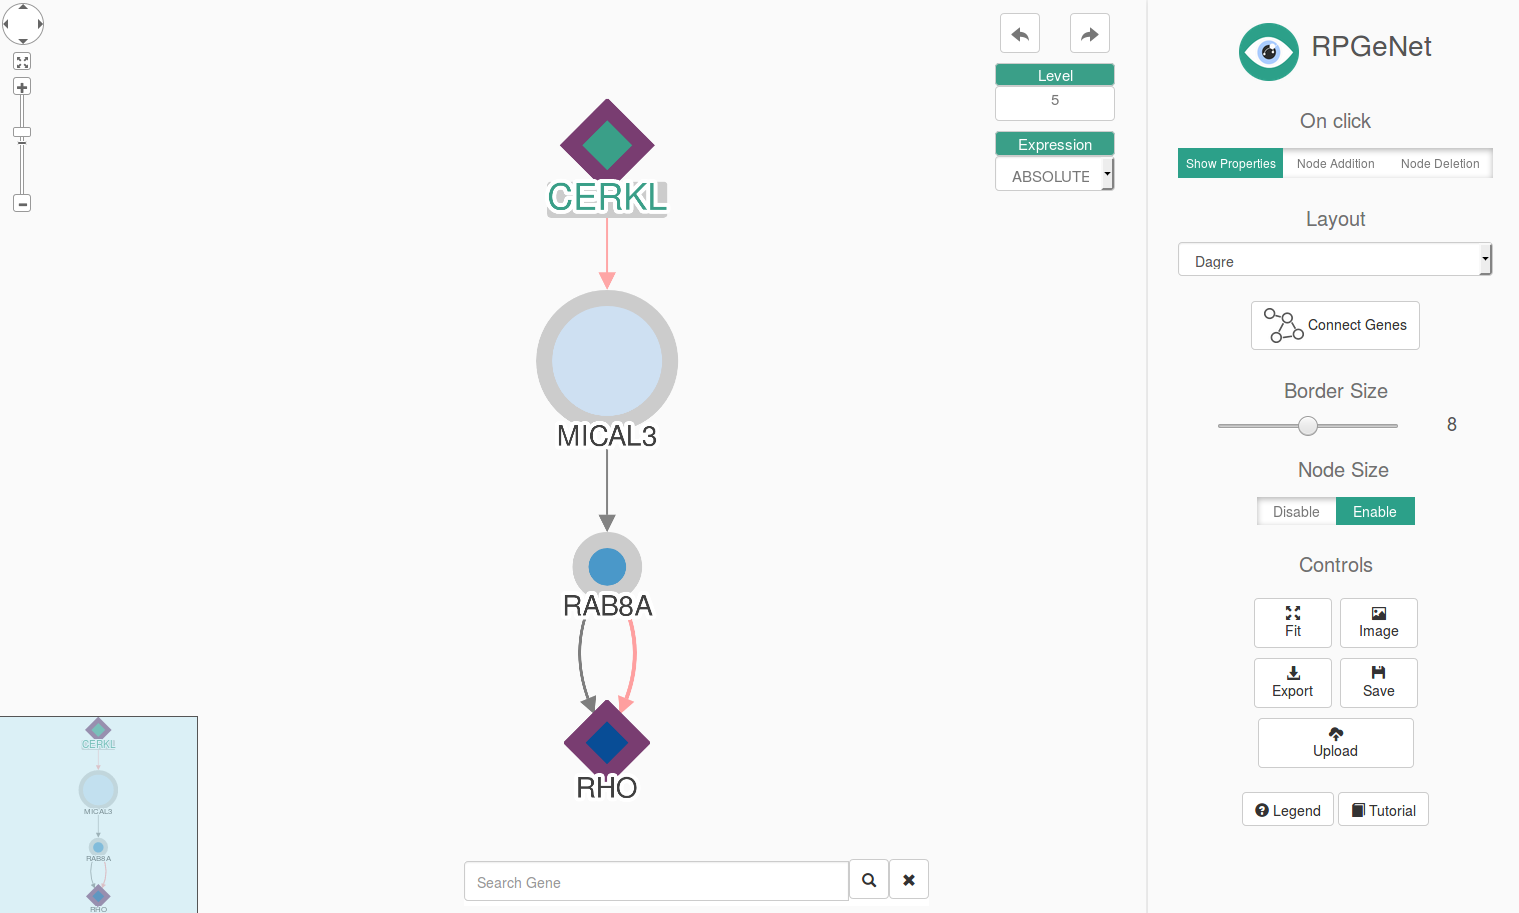 RPGeNet
Level
5
Expression
ABSOLUTE
On click
Show Properties Node Addition Node Deletion
Layout
Dagre
Connect Genes
Border Size
8
Node Size
Disable Enable
Controls
Fit Image
Export Save
Upload
Legend Tutorial
CERKL
MICAL3
RAB8A
RHO
CERKL
MICAL3
RAB8A
RHO
Search Gene